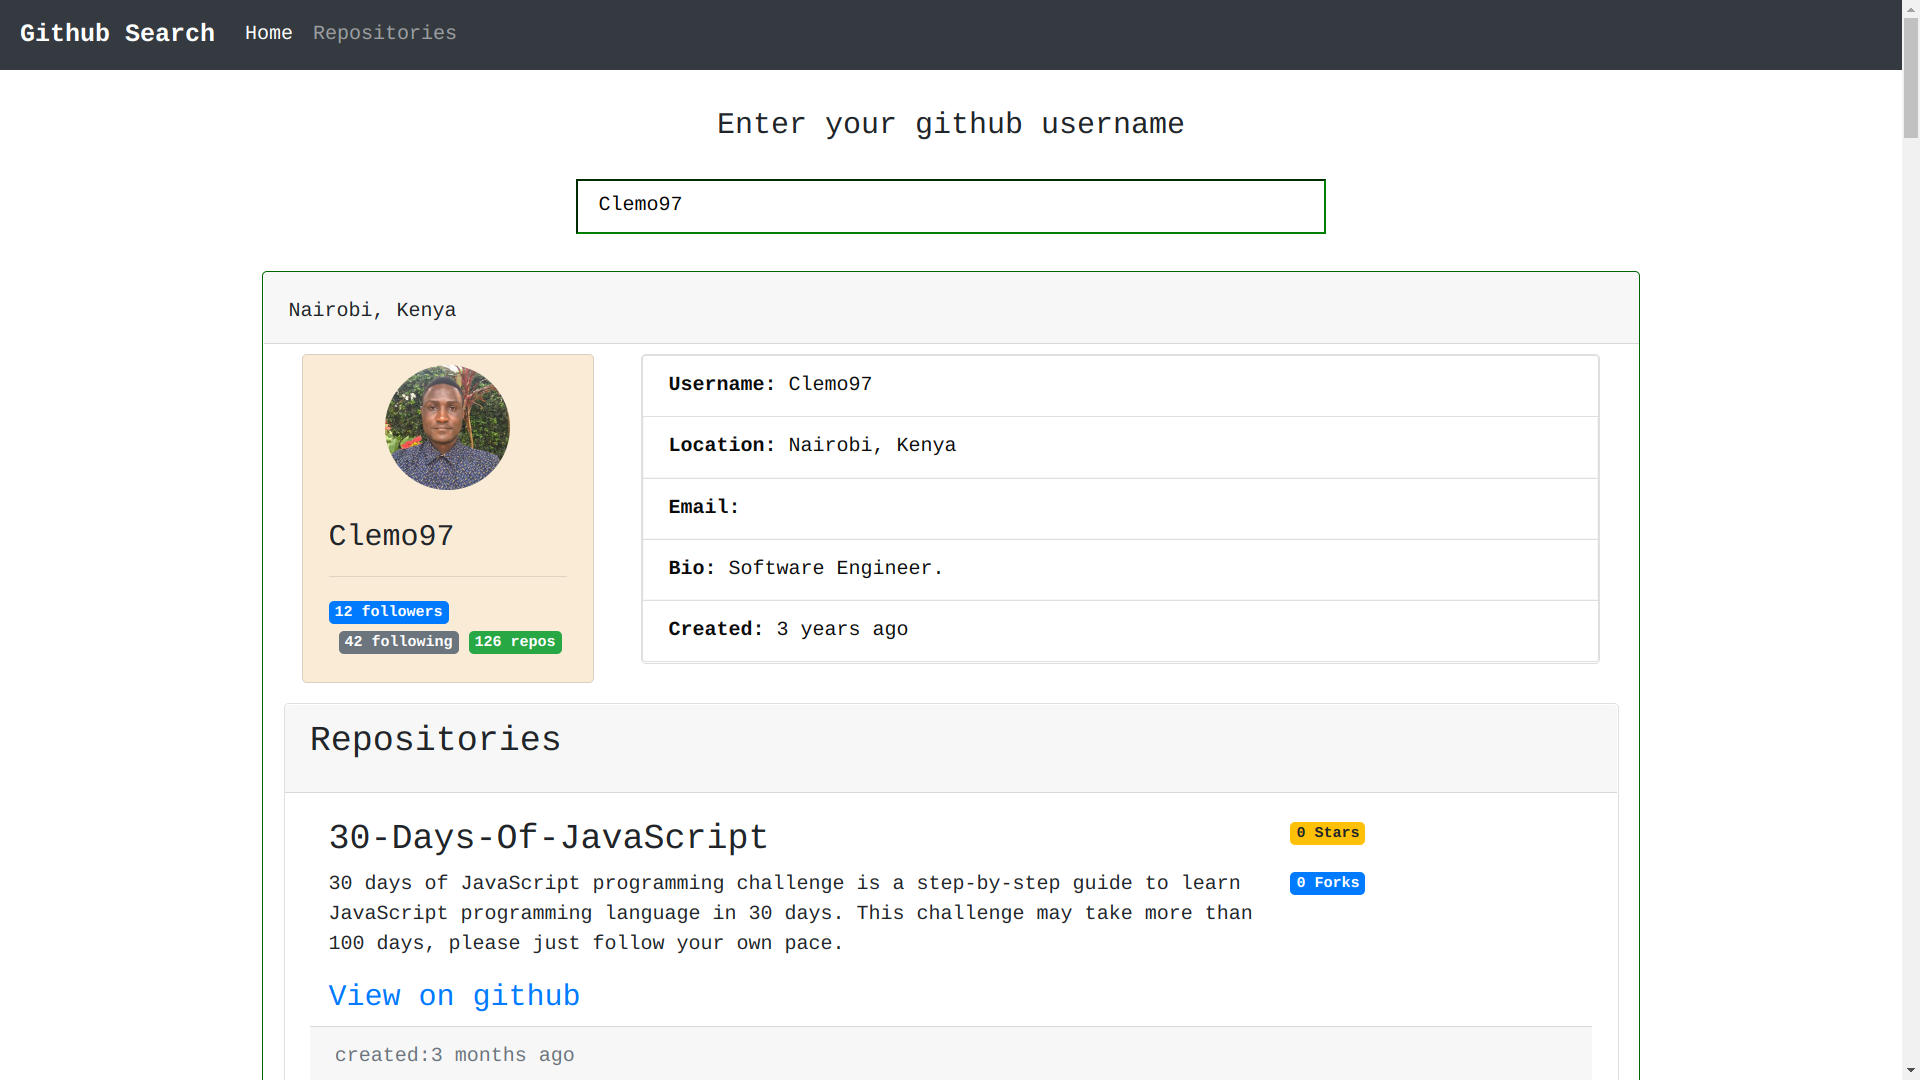 Github Search Home Repositories
Enter your github username
Clemo97
Nairobi, Kenya
Clemo97
12 followers
42 following 126 repos
Username: Clemo97
Location: Nairobi, Kenya
Email:
Bio: Software Engineer.
Created: 3 years ago
Repositories
30-Days-Of-JavaScript
0 Stars
30 days of JavaScript programming challenge is a step-by-step guide to learn
JavaScript programming language in 30 days. This challenge may take more than
100 days, please just follow your own pace.
0 Forks
View on github
created:3 months ago